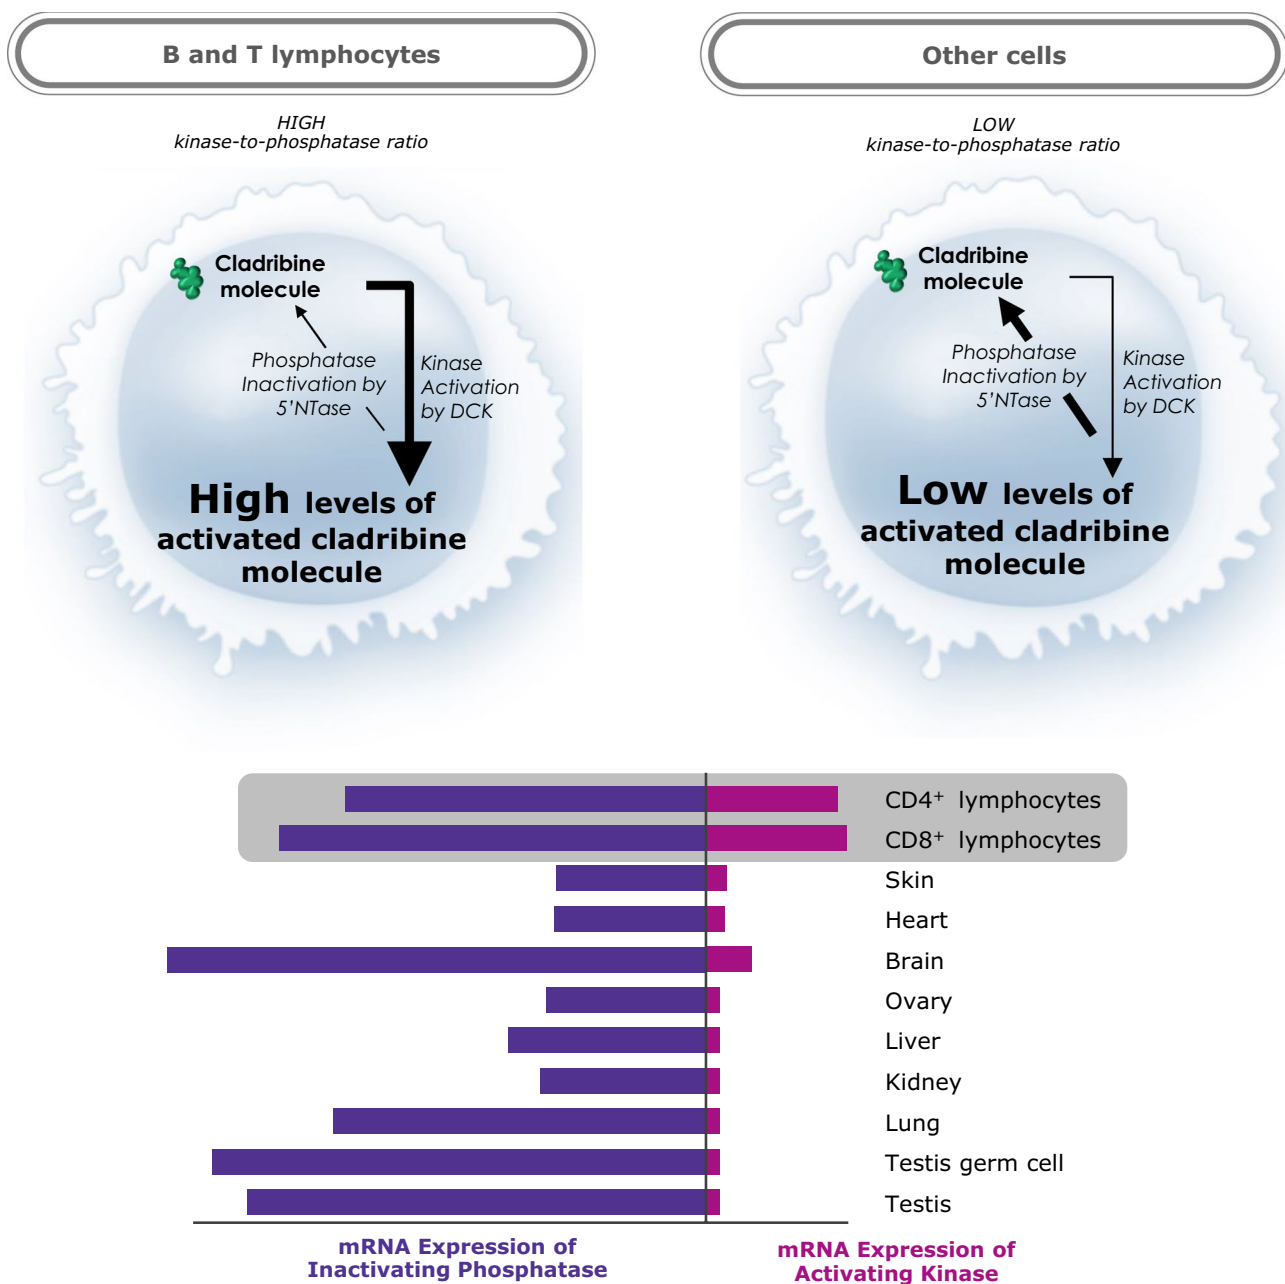 B and T lymphocytes
HIGH
kinase-to-phosphatase ratio
Cladribine
molecule
Phosphatase
Inactivation by
5’NTase
Kinase
Activation
by DCK
High levels of
activated cladribine
molecule
Other cells
LOW
kinase-to-phosphatase ratio
Cladribine
molecule
Phosphatase
Inactivation by
5’NTase
Kinase
Activation
by DCK
Low levels of
activated cladribine
molecule
CD4⁺ lymphocytes
CD8⁺ lymphocytes
Skin
Heart
Brain
Ovary
Liver
Kidney
Lung
Testis germ cell
Testis
mRNA Expression of
Inactivating Phosphatase
mRNA Expression of
Activating Kinase